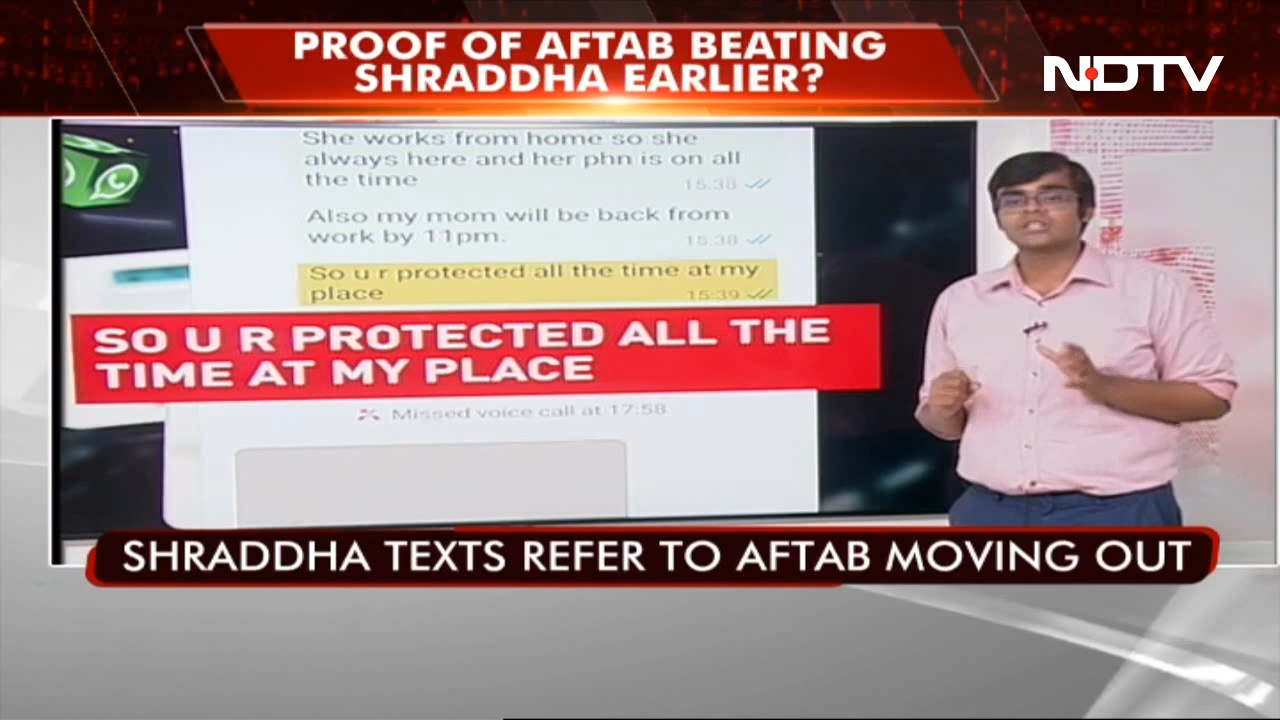 PROOF OF AFTAB BEATING
SHRADDHA EARLIER?
NDTV
She works from home so she
always here and her phn is on all
the time
15:38
Also my mom will be back from
work by 11pm.
15:38
So u r protected all the time at my
place
15:39
SO U R PROTECTED ALL THE
TIME AT MY PLACE
Missed voice call at 17:58
SHRADDHA TEXTS REFER TO AFTAB MOVING OUT